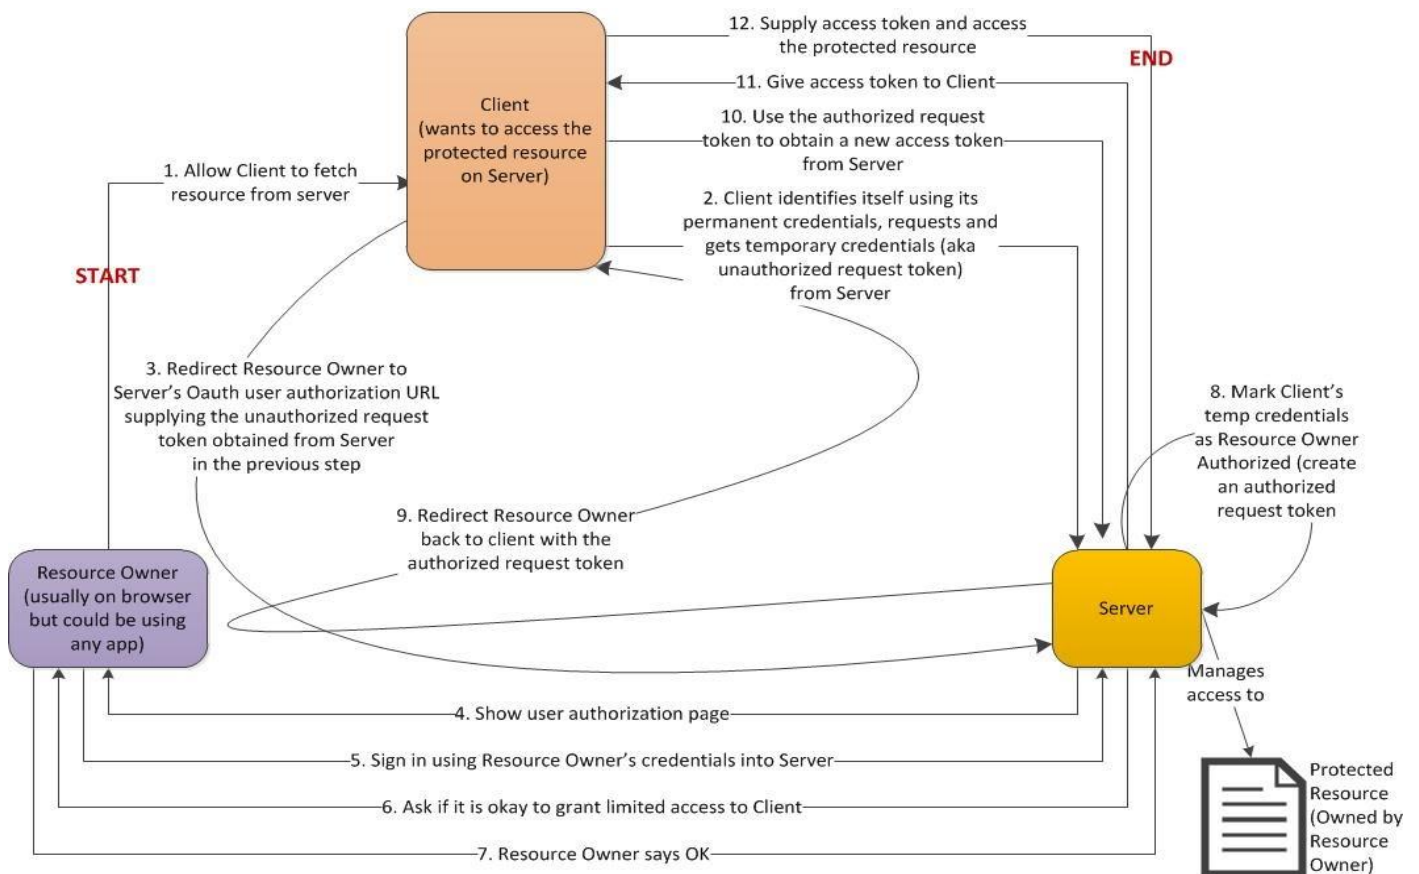 12. Supply access token and access
the protected resource
END
11. Give access token to Client
10. Use the authorized request
token to obtain a new access token
from Server
Client
(wants to access the
protected resource
on Server)
1. Allow Client to fetch
resource from server
2. Client identifies itself using its
permanent credentials, requests and
gets temporary credentials (aka
unauthorized request token)
from Server
START
3. Redirect Resource Owner to
Server's Oauth user authorization URL
supplying the unauthorized request
token obtained from Server
in the previous step
8. Mark Client's
temp credentials
as Resource Owner
Authorized (create
an authorized
request token
9. Redirect Resource Owner
back to client with the
authorized request token
Resource Owner
(usually on browser
but could be using
any app)
Server
Manages
access to
4. Show user authorization page
5. Sign in using Resource Owner's credentials into Server
6. Ask if it is okay to grant limited access to Client
7. Resource Owner says OK
Protected
Resource
(Owned by
Resource
Owner)